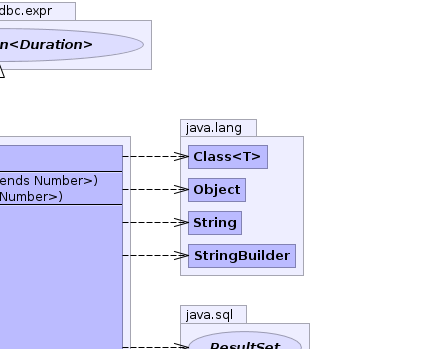 dbc.expr
n<Duration>
java.lang
Class<T>
ends Number>)
Object
Number>)
String
StringBuilder
java.sql
ResultSet